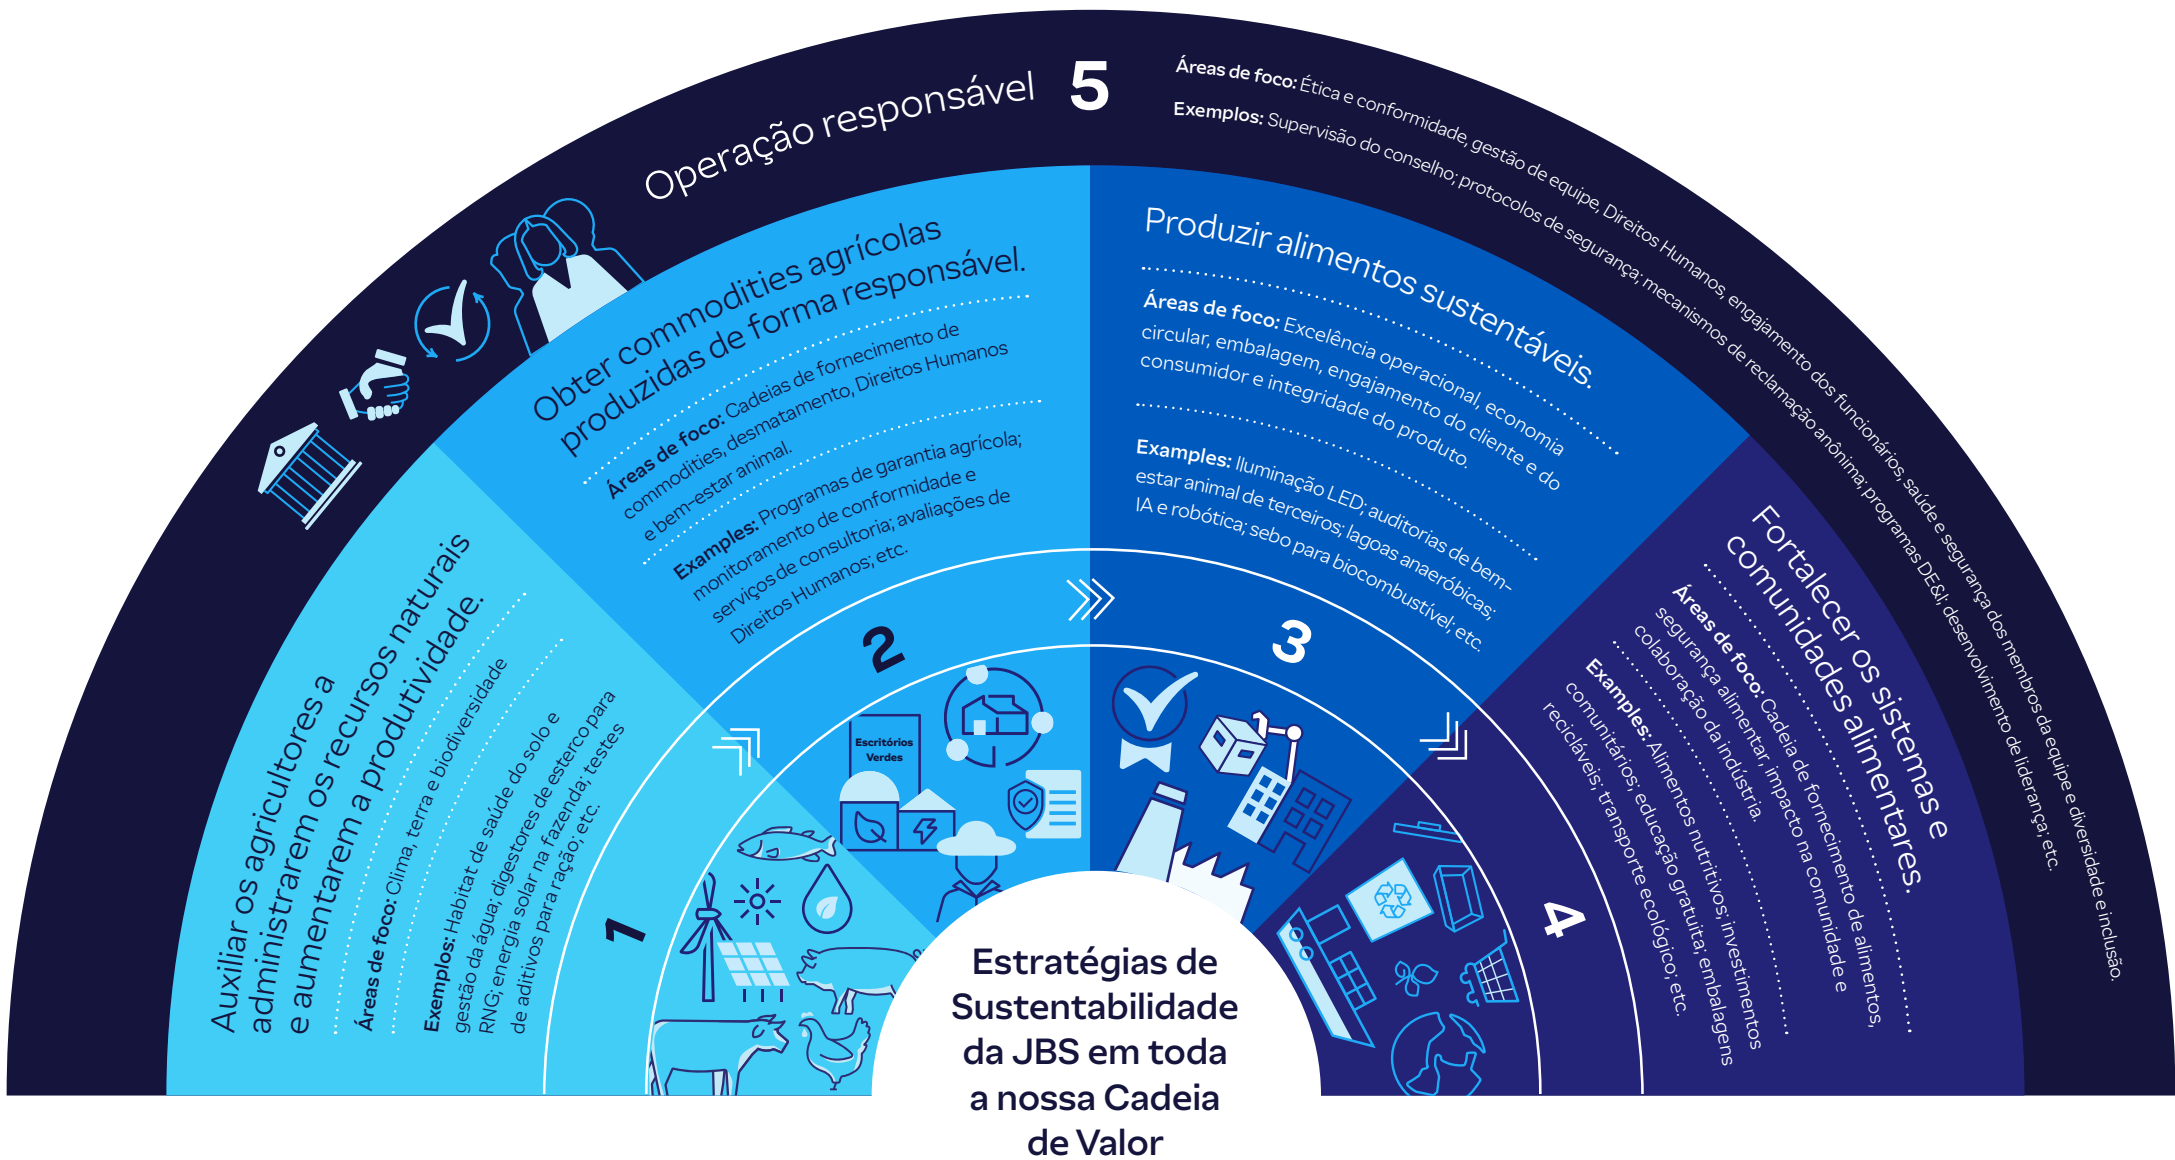 Operação responsável
5
Áreas de foco: Ética e conformidade, gestão de equipe, Direitos Humanos, engajamento dos funcionários, saúde e segurança dos membros da equipe e diversidade e inclusão.
Exemplos: Supervisão do conselho; protocolos de segurança; mecanismos de reclamação anônima; programas DE&I; desenvolvimento de liderança; etc.
Auxiliar os agricultores a
administrarem os recursos naturais
e aumentarem a produtividade.
Áreas de foco: Clima, terra e biodiversidade
Exemplos: Habitat de saúde do solo e
gestão da água; digestores de esterco para
RNG; energia solar na fazenda; testes
de aditivos para ração; etc.
1
Obter commodities agrícolas
produzidas de forma responsável.
Áreas de foco: Cadeias de fornecimento de
commodities, desmatamento, Direitos Humanos
e bem-estar animal.
Examples: Programas de garantia agrícola;
monitoramento de conformidade e
serviços de consultoria; avaliações de
Direitos Humanos; etc.
2
Escritórios
Verdes
Produzir alimentos sustentáveis.
Áreas de foco: Excelência operacional, economia
circular, embalagem, engajamento do cliente e do
consumidor e integridade do produto.
Examples: Iluminação LED; auditorias de bem-
estar animal de terceiros; lagoas anaeróbicas;
IA e robótica; sebo para biocombustível; etc.
3
Fortalecer os sistemas e
comunidades alimentares.
Áreas de foco: Cadeia de fornecimento de alimentos,
segurança alimentar, impacto na comunidade e
colaboração da indústria.
Examples: Alimentos nutritivos; investimentos
comunitários; educação gratuita; embalagens
recicláveis; transporte ecológico; etc.
4
Estratégias de
Sustentabilidade
da JBS em toda
a nossa Cadeia
de Valor